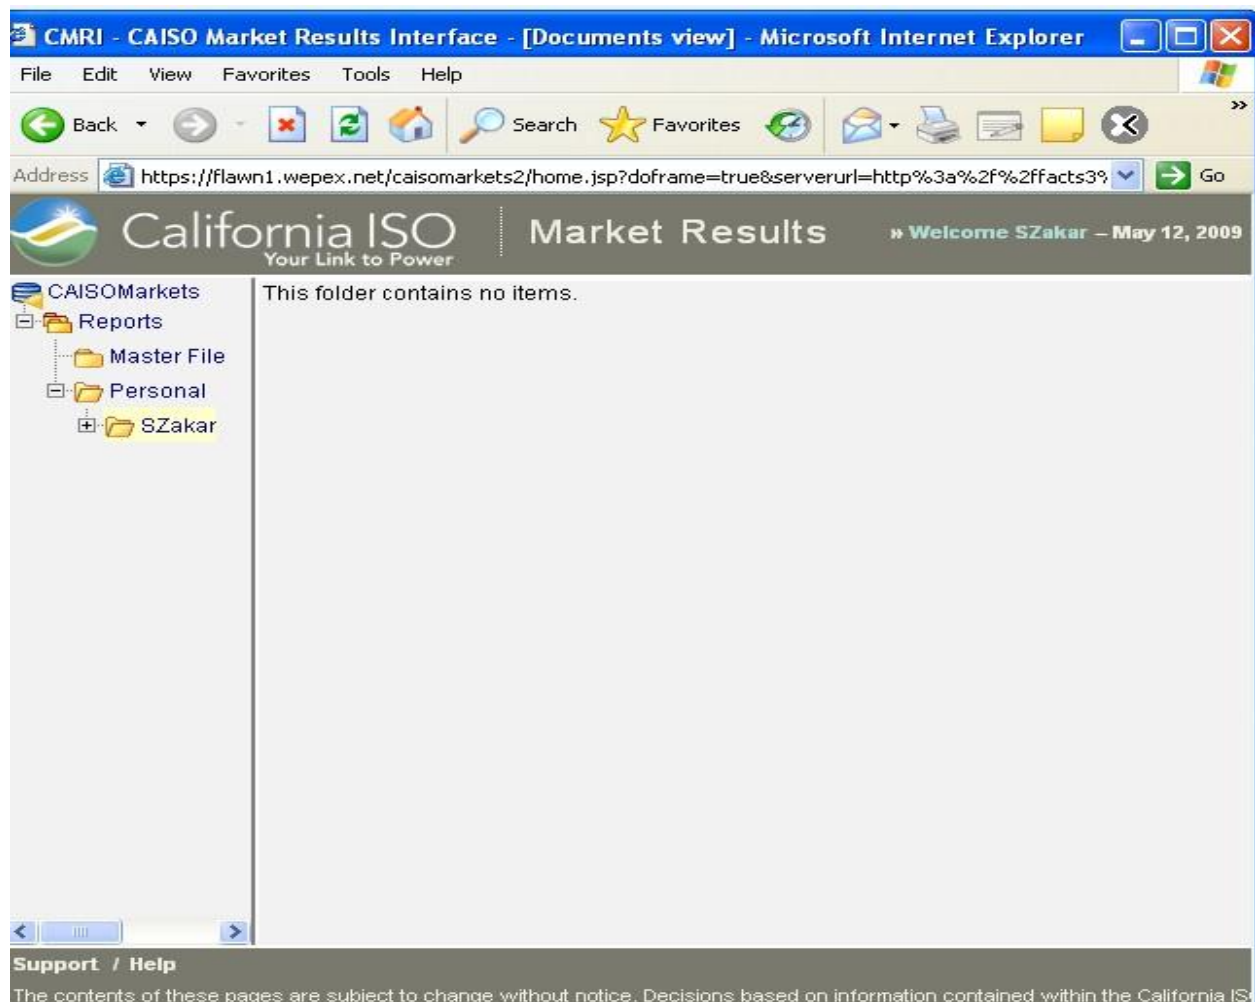 CMRI - CAISO Market Results Interface - [Documents view] - Microsoft Internet Explorer
File Edit View Favorites Tools Help
Back Search Favorites »
Address https://flawn1.wepex.net/caisomarkets2/home.jsp?doframe=true&serverurl=http%3a%2f%2ffacts3% Go
California ISO Market Results » Welcome SZakar – May 12, 2009
Your Link to Power
CAISOMarkets
This folder contains no items.
Reports
Master File
Personal
SZakar
Support / Help
The contents of these pages are subject to change without notice. Decisions based on information contained within the California IS